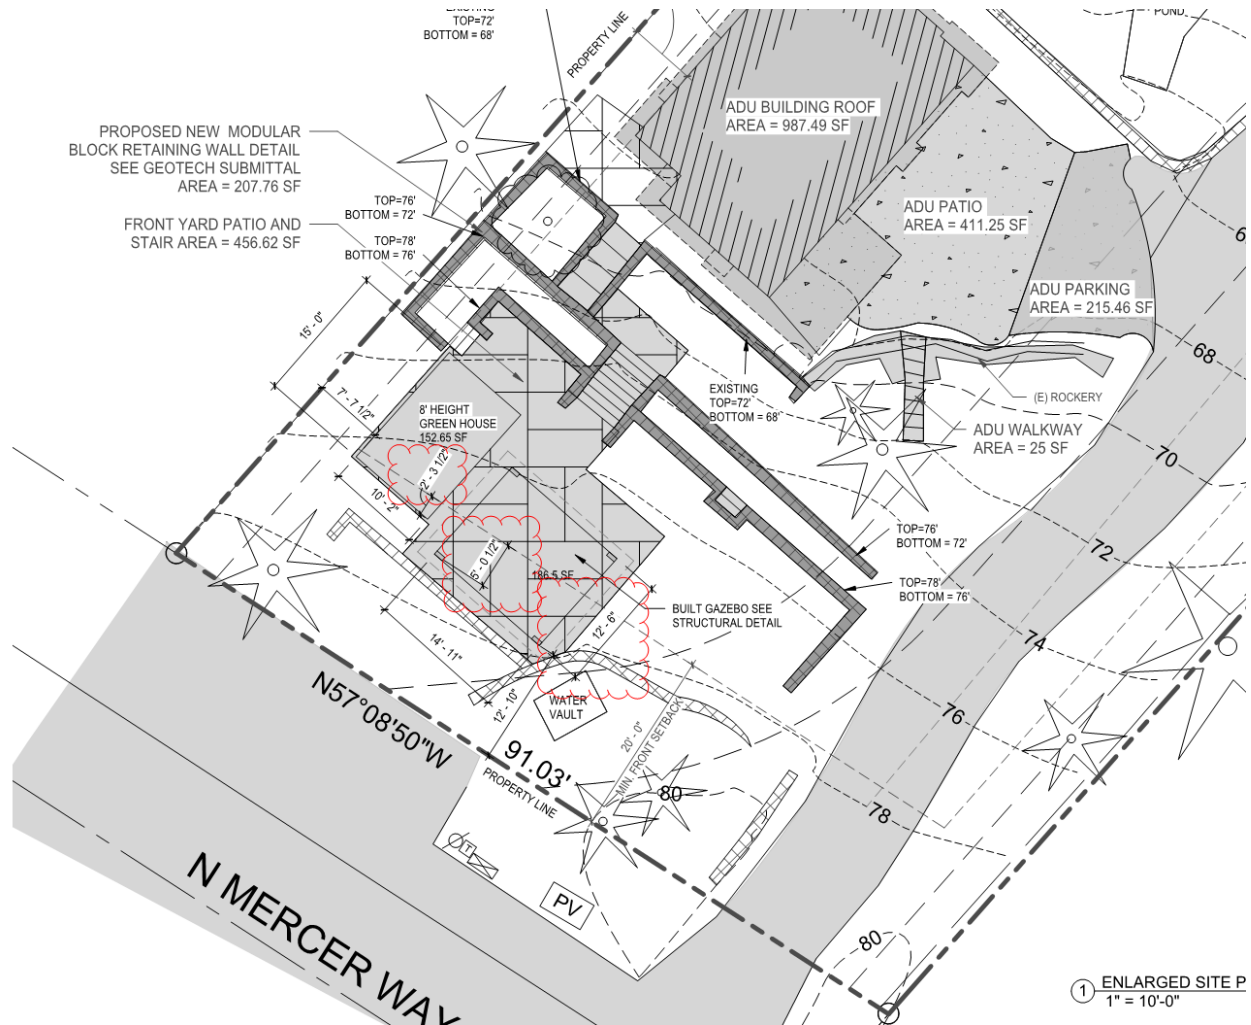 EXISTING
TOP=72'
BOTTOM = 68'
PROPERTY LINE
POND
ADU BUILDING ROOF
AREA = 987.49 SF
PROPOSED NEW MODULAR
BLOCK RETAINING WALL DETAIL
SEE GEOTECH SUBMITTAL
AREA = 207.76 SF
TOP=76'
BOTTOM = 72'
FRONT YARD PATIO AND
STAIR AREA = 456.62 SF
TOP=78'
BOTTOM = 76'
ADU PATIO
AREA = 411.25 SF
ADU PARKING
AREA = 215.46 SF
15' - 0"
68
7' - 7 1/2"
EXISTING
TOP=72'
BOTTOM = 68'
(E) ROCKERY
8' HEIGHT
GREEN HOUSE
152.65 SF
ADU WALKWAY
AREA = 25 SF
70
2' - 3 1/2"
10' - 2"
TOP=76'
BOTTOM = 72'
72
5' - 0 1/2"
186.5 SF
TOP=78'
BOTTOM = 76'
BUILT GAZEBO SEE
STRUCTURAL DETAIL
12' - 6"
14' - 11"
74
N57°08'50"W
12' - 10"
WATER
VAULT
20' - 0"
MIN. FRONT SETBACK
76
91.03'
PROPERTY LINE
80
78
T
N MERCER WAY
PV
80
1
ENLARGED SITE P
1" = 10'-0"